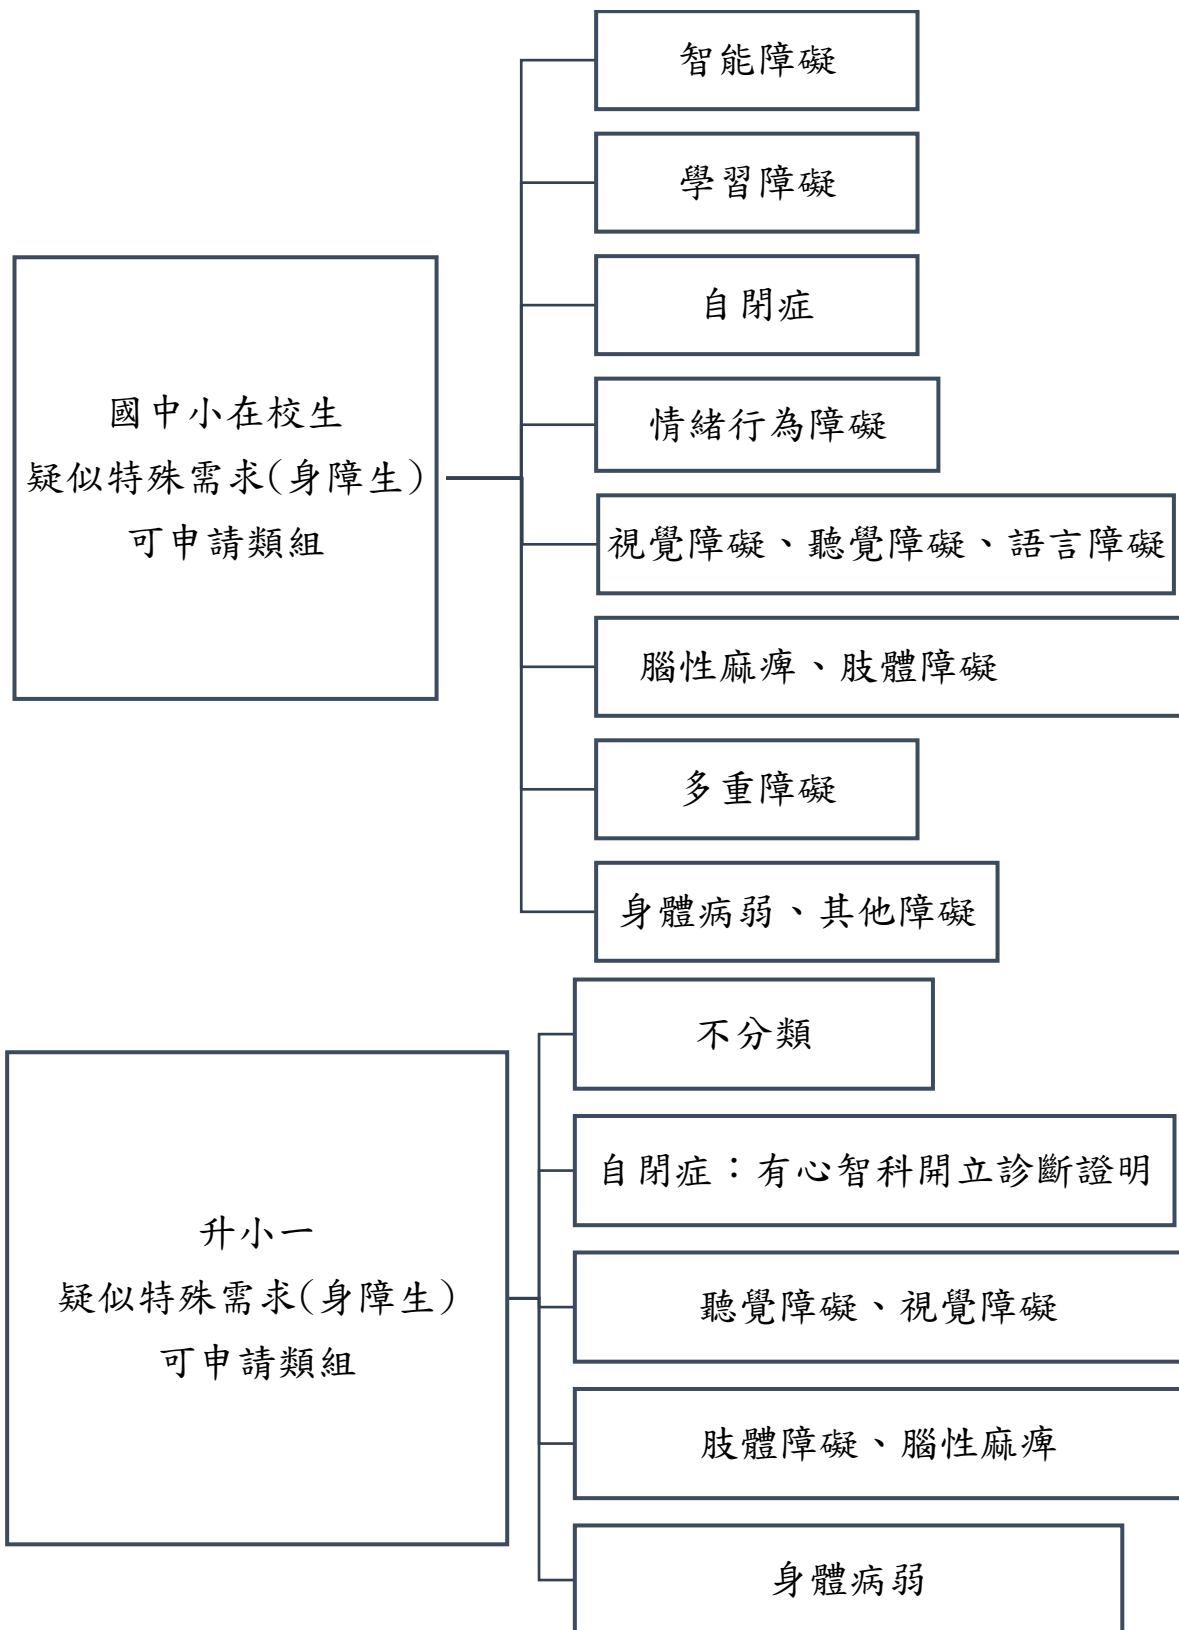 國中小在校生
疑似特殊需求(身障生)
可申請類組
智能障礙
學習障礙
自閉症
情緒行為障礙
視覺障礙、聽覺障礙、語言障礙
腦性麻痺、肢體障礙
多重障礙
身體病弱、其他障礙
升小一
疑似特殊需求(身障生)
可申請類組
不分類
自閉症：有心智科開立診斷證明
聽覺障礙、視覺障礙
肢體障礙、腦性麻痺
身體病弱